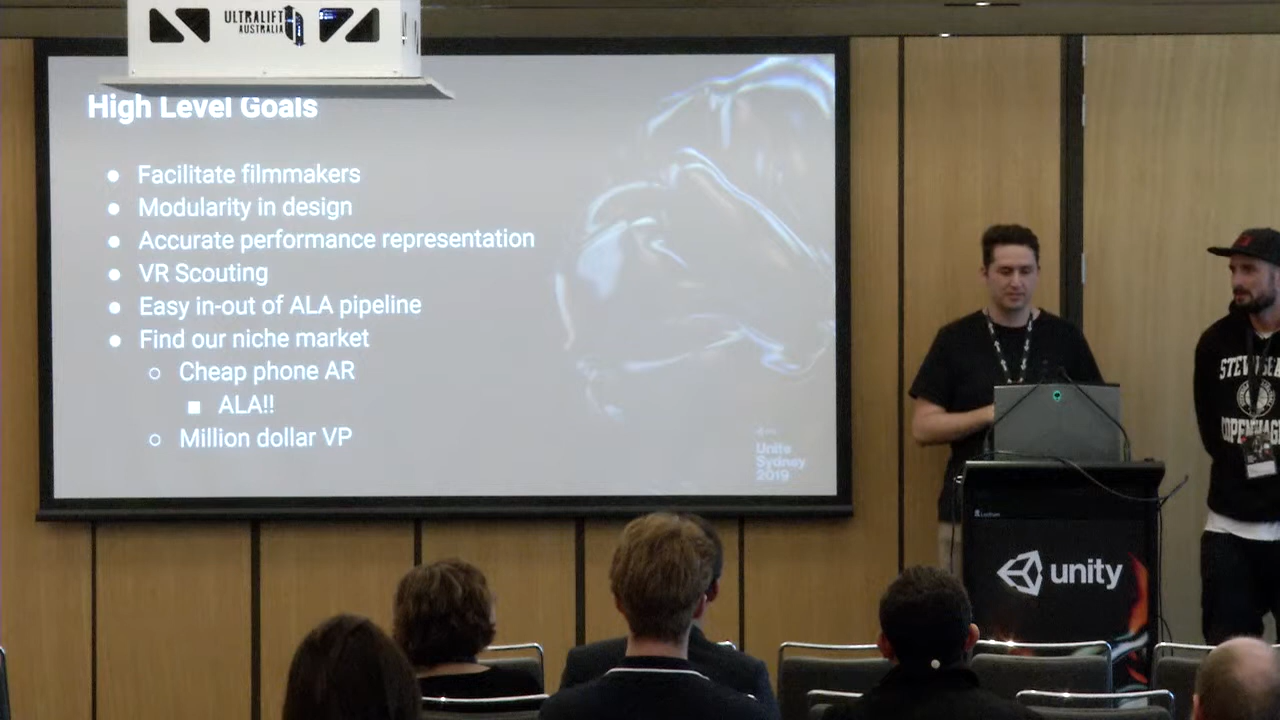 ULTRALIFT
AUSTRALIA
High Level Goals
Facilitate filmmakers
Modularity in design
Accurate performance representation
VR Scouting
Easy in-out of ALA pipeline
Find our niche market
Cheap phone AR
ALA!!
Million dollar VP
Unite
Sydney
2019
unity